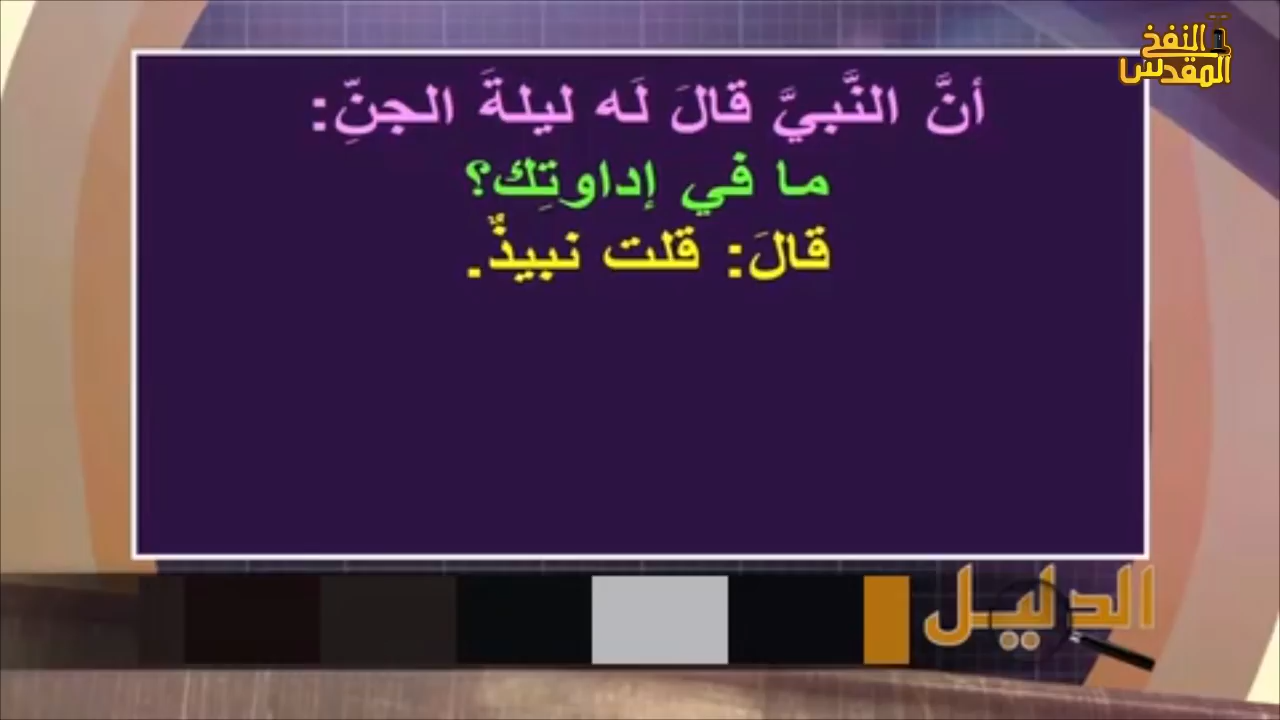 النفخ
المقدس
أنَّ النَّبيَّ قالَ لَه ليلةَ الجنِّ:
ما في إداوتِك؟
قالَ: قلت نبيذٌ.
الدليل